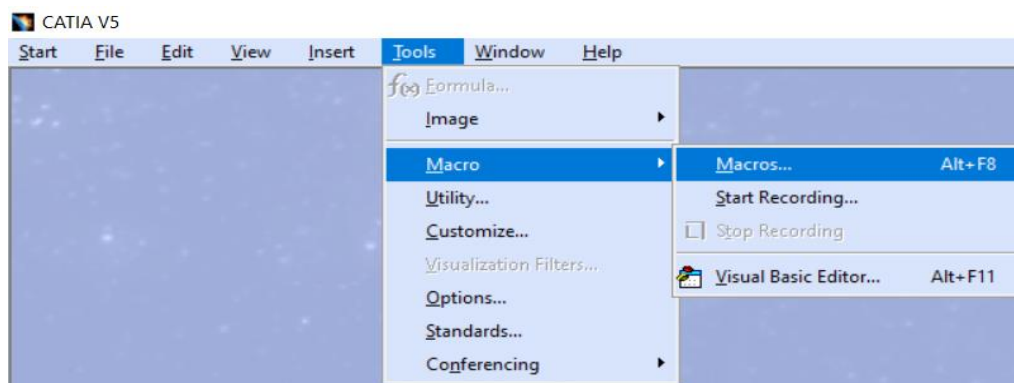 CATIA V5
Start File Edit View Insert Tools Window Help
f(x) Formula...
Image
Macro
Utility...
Customize...
Visualization Filters...
Options...
Standards...
Conferencing
Macros... Alt+F8
Start Recording...
Stop Recording
Visual Basic Editor... Alt+F11